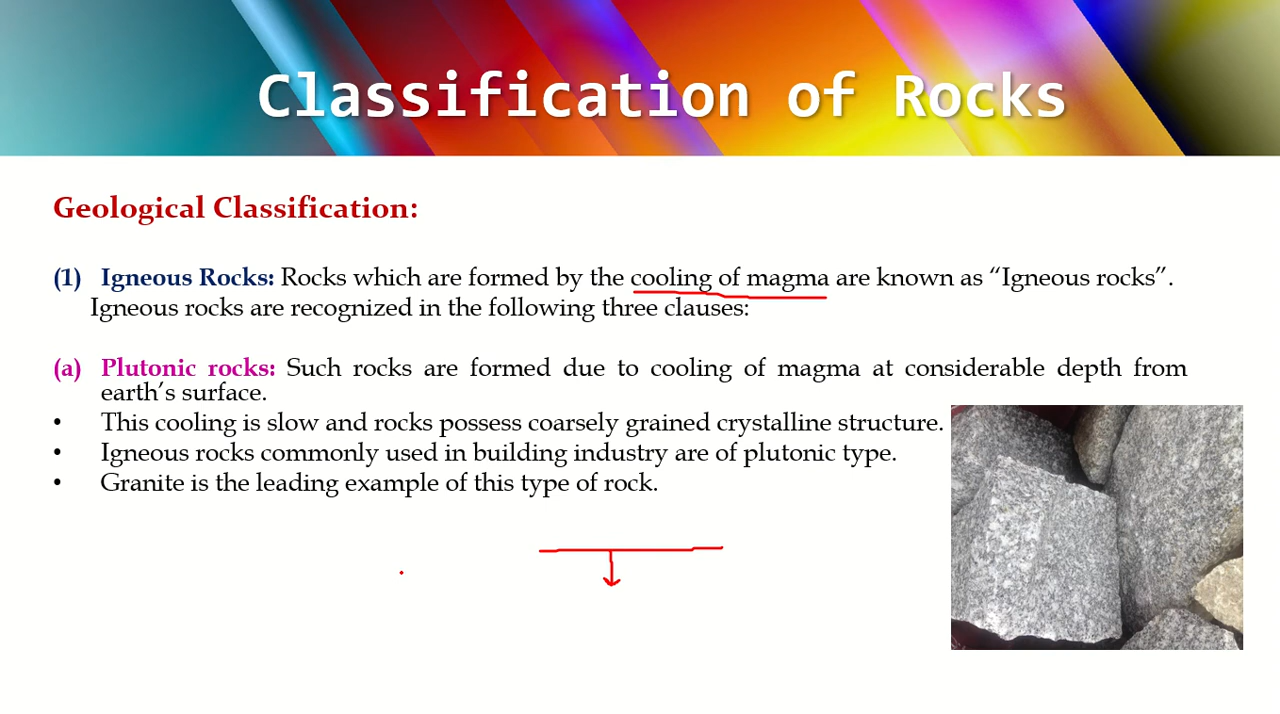 Classification of Rocks
Geological Classification:
(1) Igneous Rocks: Rocks which are formed by the cooling of magma are known as “Igneous rocks”.
Igneous rocks are recognized in the following three clauses:
(a) Plutonic rocks: Such rocks are formed due to cooling of magma at considerable depth from
earth’s surface.
• This cooling is slow and rocks possess coarsely grained crystalline structure.
• Igneous rocks commonly used in building industry are of plutonic type.
• Granite is the leading example of this type of rock.